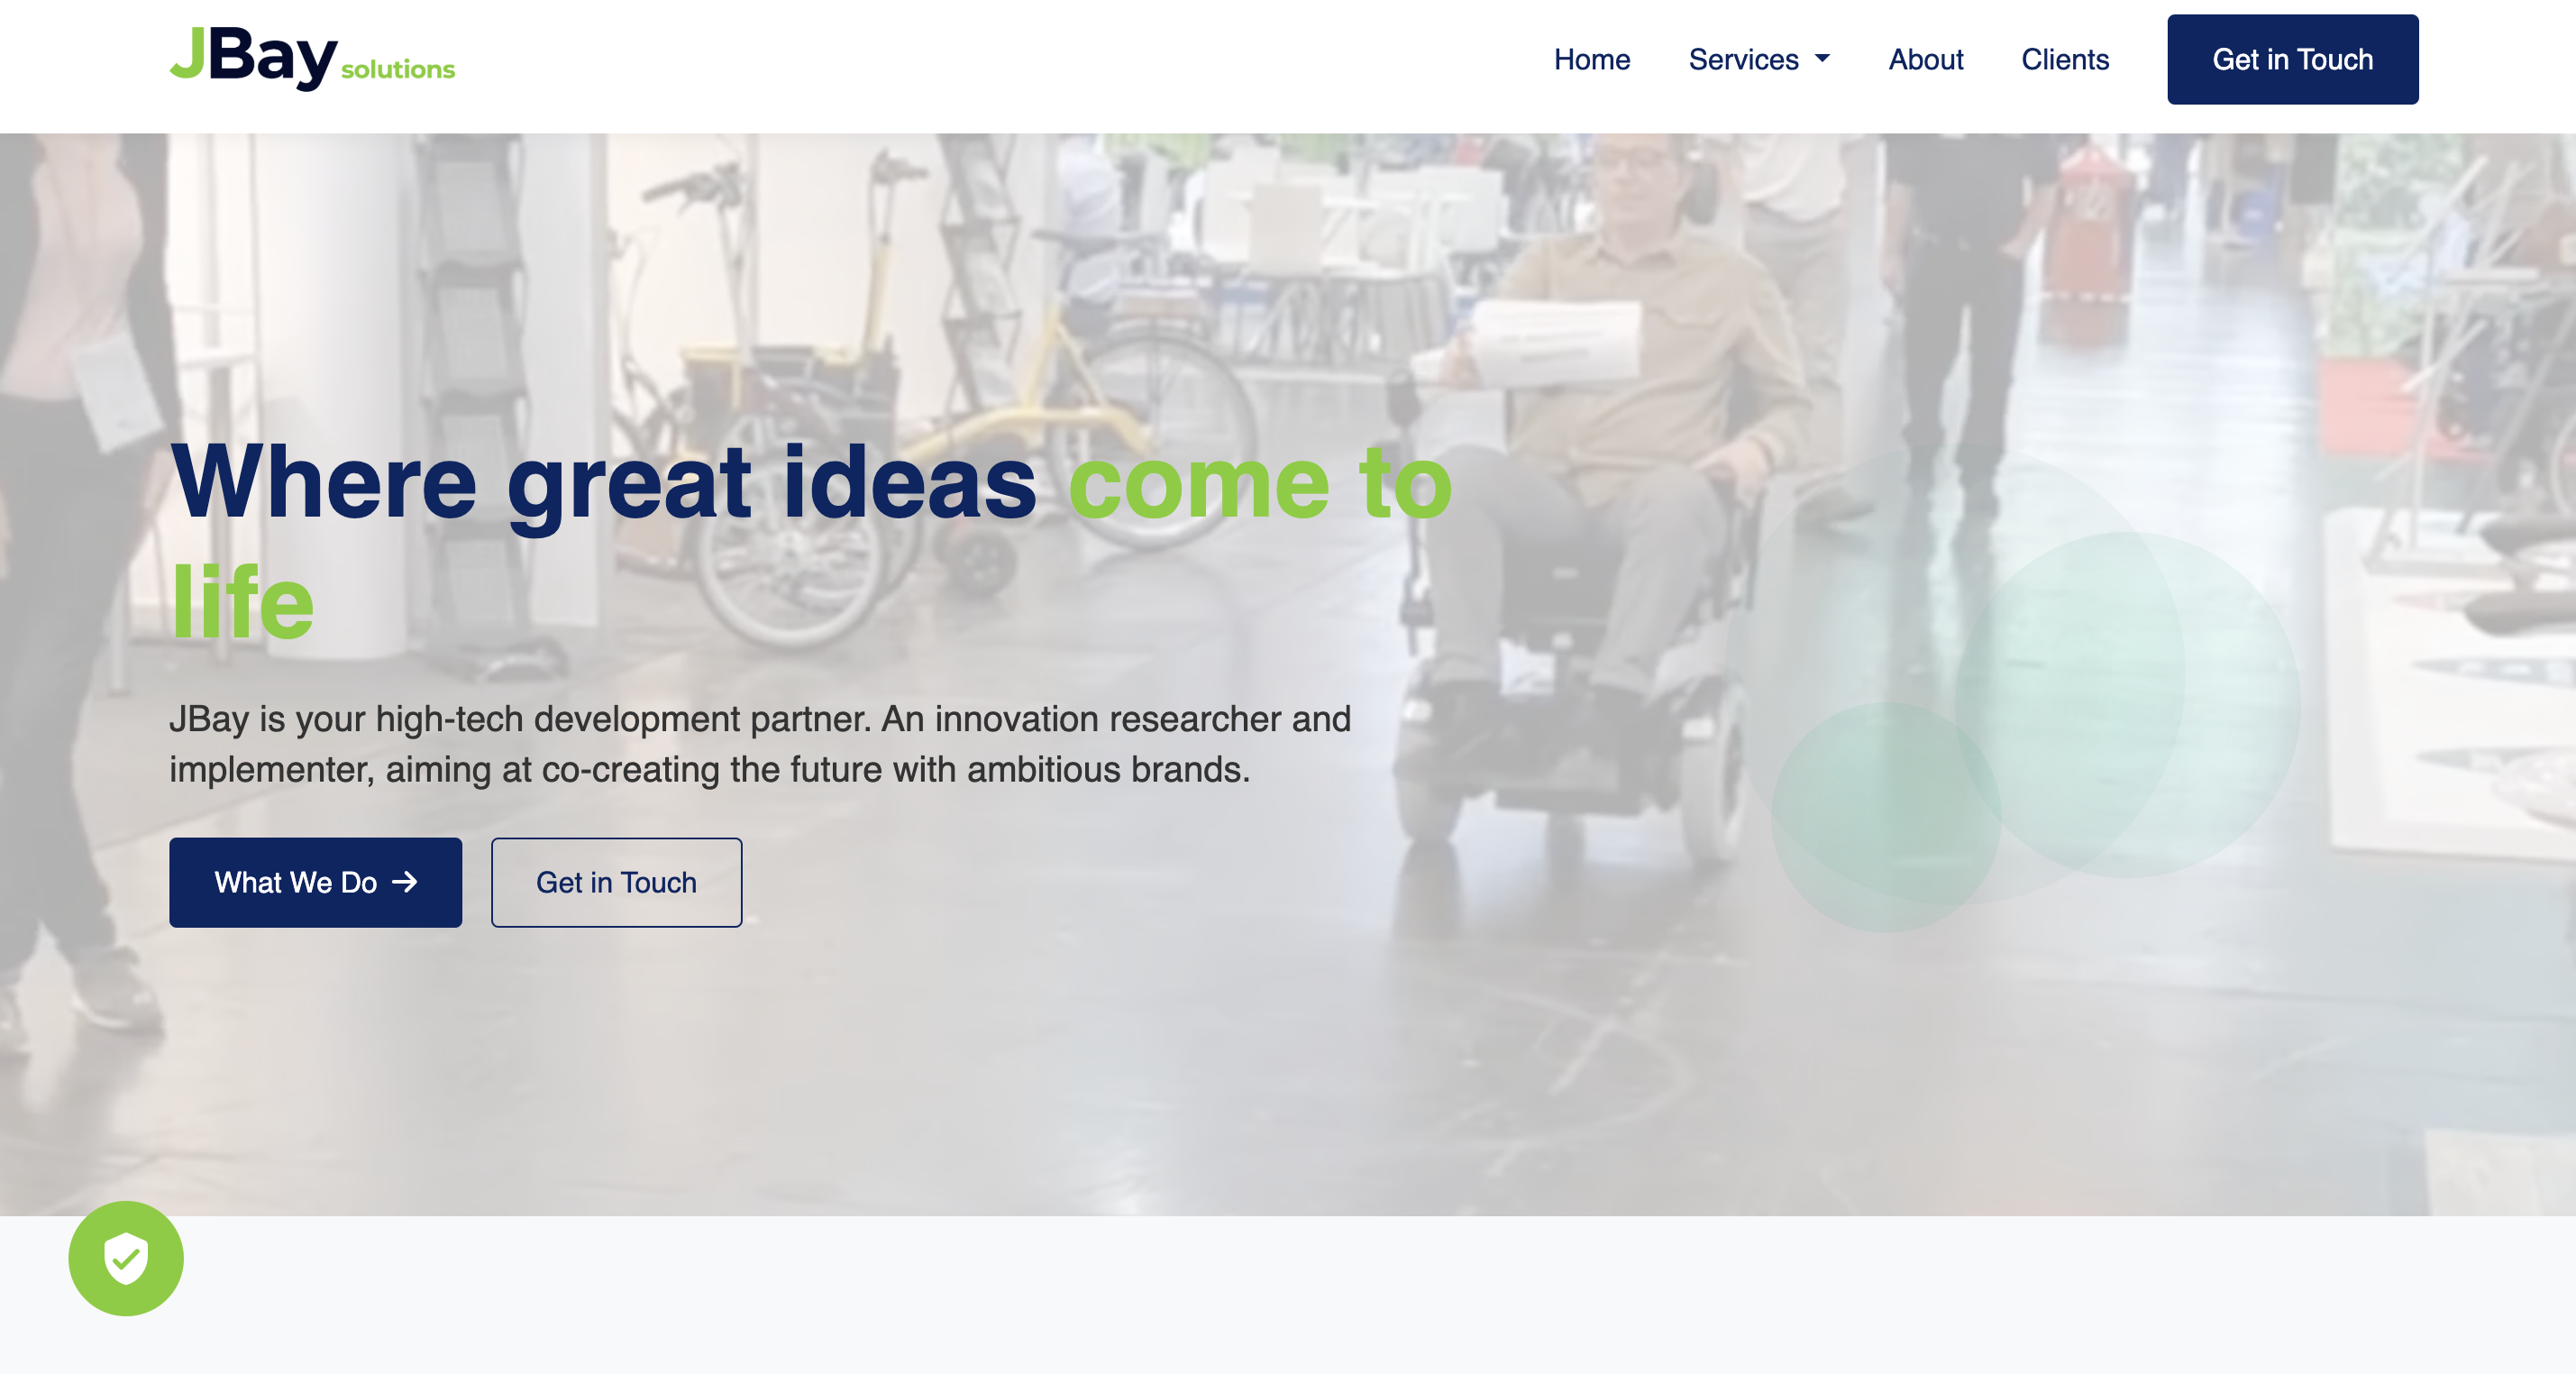 JBay solutions
Home Services About Clients Get in Touch
Where great ideas come to
life
JBay is your high-tech development partner. An innovation researcher and
implementer, aiming at co-creating the future with ambitious brands.
What We Do → Get in Touch